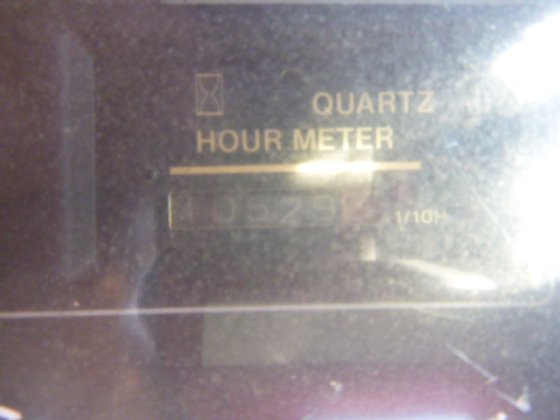 QUARTZ
HOUR METER
10529
1/10H